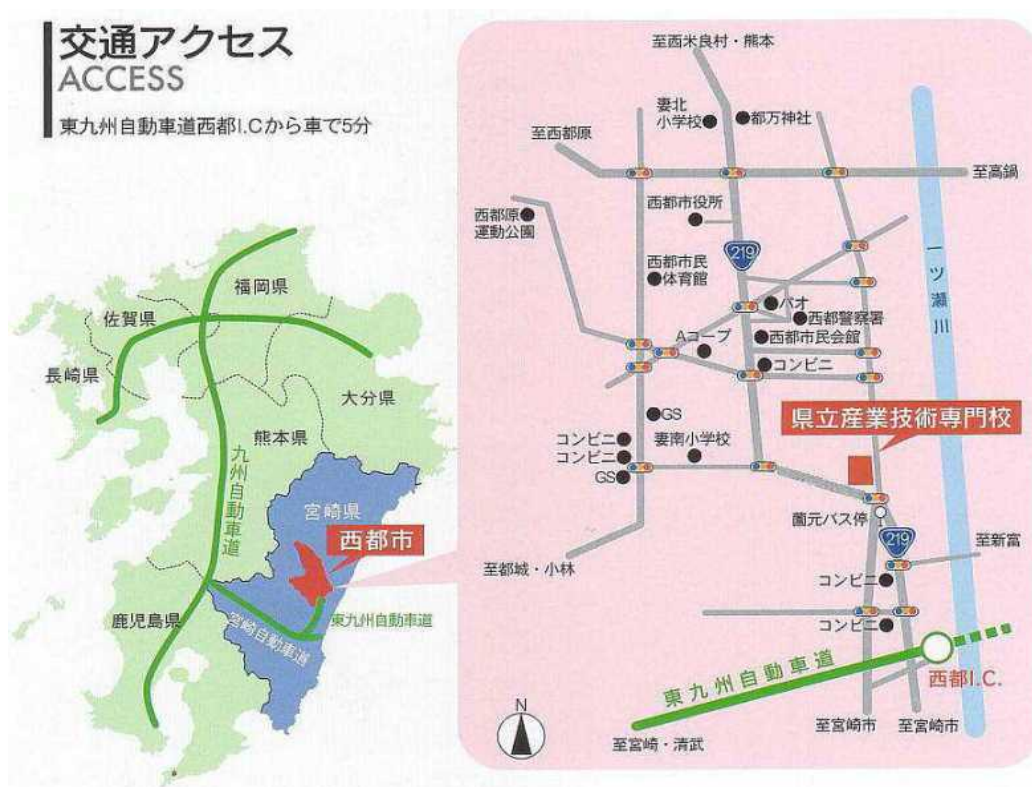 交通アクセス
ACCESS
東九州自動車道西都I.Cから車で5分
福岡県
佐賀県
長崎県
大分県
熊本県
九州自動車道
宮崎県
西都市
鹿児島県
宮崎自動車道
東九州自動車道
至西米良村・熊本
妻北
小学校
都万神社
至西都原
至高鍋
西都原
運動公園
西都市役所
219
一ツ瀬川
西都市民
体育館
パオ
西都警察署
Aコープ
西都市民会館
コンビニ
県立産業技術専門校
GS
コンビニ
妻南小学校
コンビニ
GS
薗元バス停
219
至新富
至都城・小林
コンビニ
コンビニ
東九州自動車道
西都I.C.
N
至宮崎・清武
至宮崎市
至宮崎市